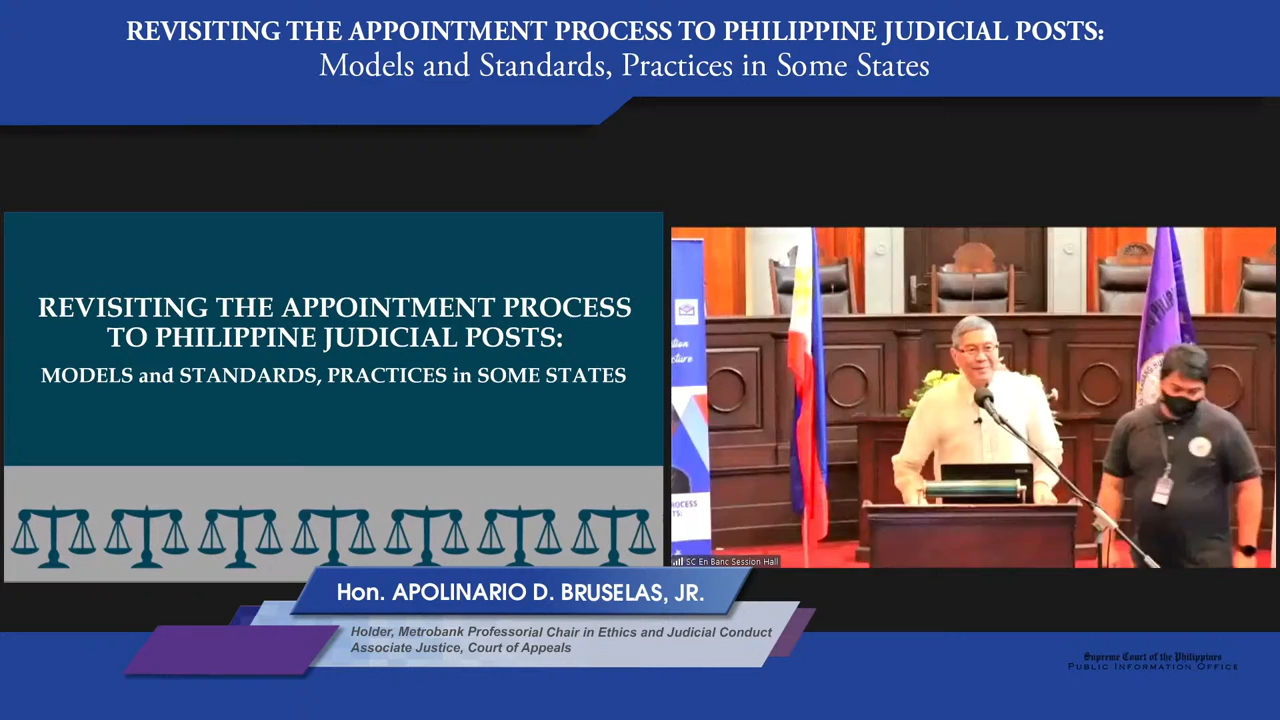 REVISITING THE APPOINTMENT PROCESS TO PHILIPPINE JUDICIAL POSTS:
Models and Standards, Practices in Some States
REVISITING THE APPOINTMENT PROCESS
TO PHILIPPINE JUDICIAL POSTS:
MODELS and STANDARDS, PRACTICES in SOME STATES
SC En Banc Session Hall
Hon. APOLINARIO D. BRUSELAS, JR.
Holder, Metrobank Professorial Chair in Ethics and Judicial Conduct
Associate Justice, Court of Appeals
Supreme Court of the Philippines
PUBLIC INFORMATION OFFICE